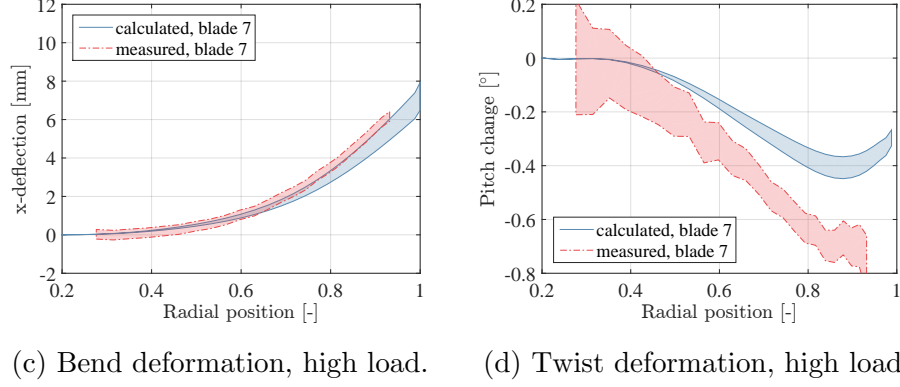 12
10
8
6
4
2
0
-2
x-deflection [mm]
calculated, blade 7
measured, blade 7
0.2 0.4 0.6 0.8 1
Radial position [-]
(c) Bend deformation, high load.
0.2
0
-0.2
-0.4
-0.6
-0.8
Pitch change [°]
calculated, blade 7
measured, blade 7
0.2 0.4 0.6 0.8 1
Radial position [-]
(d) Twist deformation, high load